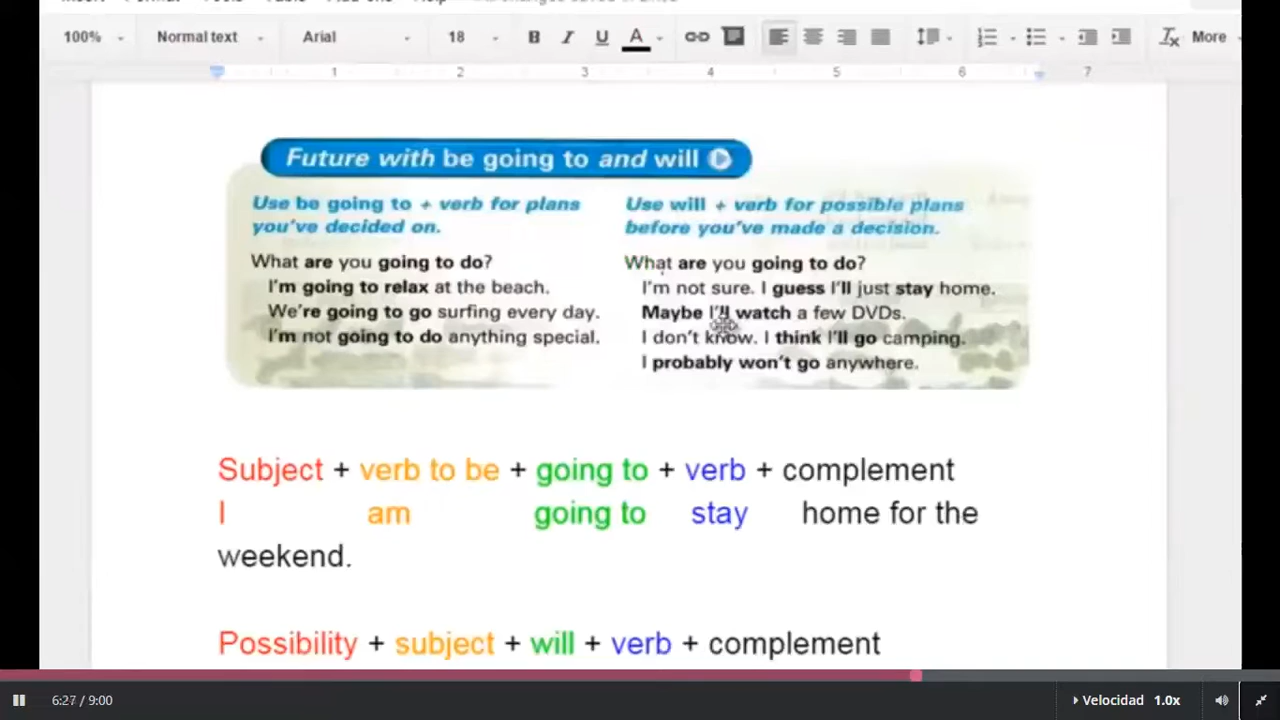 100% Normal text Arial 18 B I U A More
1 2 3 4 5 6 7
Future with be going to and will
Use be going to + verb for plans
you've decided on.
What are you going to do?
I'm going to relax at the beach.
We're going to go surfing every day.
I'm not going to do anything special.
Use will + verb for possible plans
before you've made a decision.
What are you going to do?
I'm not sure. I guess I'll just stay home.
Maybe I'll watch a few DVDs.
I don't know. I think I'll go camping.
I probably won't go anywhere.
Subject + verb to be + going to + verb + complement
I am going to stay home for the
weekend.
Possibility + subject + will + verb + complement
6:27 / 9:00 Velocidad 1.0x